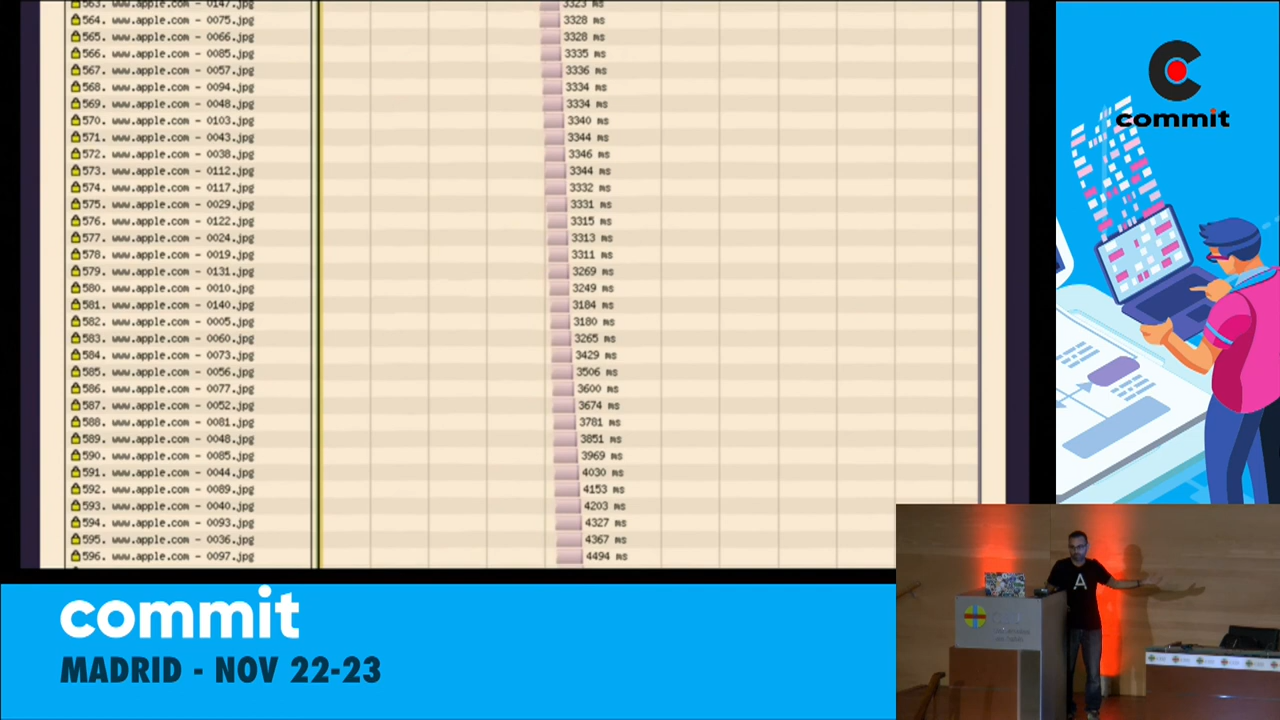 563. www.apple.com - 0147.jpg 3323 ms
564. www.apple.com - 0075.jpg 3328 ms
565. www.apple.com - 0066.jpg 3328 ms
566. www.apple.com - 0085.jpg 3335 ms
567. www.apple.com - 0057.jpg 3336 ms
568. www.apple.com - 0094.jpg 3334 ms
569. www.apple.com - 0048.jpg 3334 ms
570. www.apple.com - 0103.jpg 3340 ms
571. www.apple.com - 0043.jpg 3344 ms
572. www.apple.com - 0038.jpg 3346 ms
573. www.apple.com - 0112.jpg 3344 ms
574. www.apple.com - 0117.jpg 3332 ms
575. www.apple.com - 0029.jpg 3331 ms
576. www.apple.com - 0122.jpg 3315 ms
577. www.apple.com - 0024.jpg 3313 ms
578. www.apple.com - 0019.jpg 3311 ms
579. www.apple.com - 0131.jpg 3269 ms
580. www.apple.com - 0010.jpg 3249 ms
581. www.apple.com - 0140.jpg 3184 ms
582. www.apple.com - 0005.jpg 3180 ms
583. www.apple.com - 0060.jpg 3265 ms
584. www.apple.com - 0073.jpg 3429 ms
585. www.apple.com - 0056.jpg 3506 ms
586. www.apple.com - 0077.jpg 3600 ms
587. www.apple.com - 0052.jpg 3674 ms
588. www.apple.com - 0081.jpg 3781 ms
589. www.apple.com - 0048.jpg 3851 ms
590. www.apple.com - 0085.jpg 3969 ms
591. www.apple.com - 0044.jpg 4030 ms
592. www.apple.com - 0089.jpg 4153 ms
593. www.apple.com - 0040.jpg 4203 ms
594. www.apple.com - 0093.jpg 4327 ms
595. www.apple.com - 0036.jpg 4367 ms
596. www.apple.com - 0097.jpg 4494 ms
commit
commit
MADRID - NOV 22-23
A